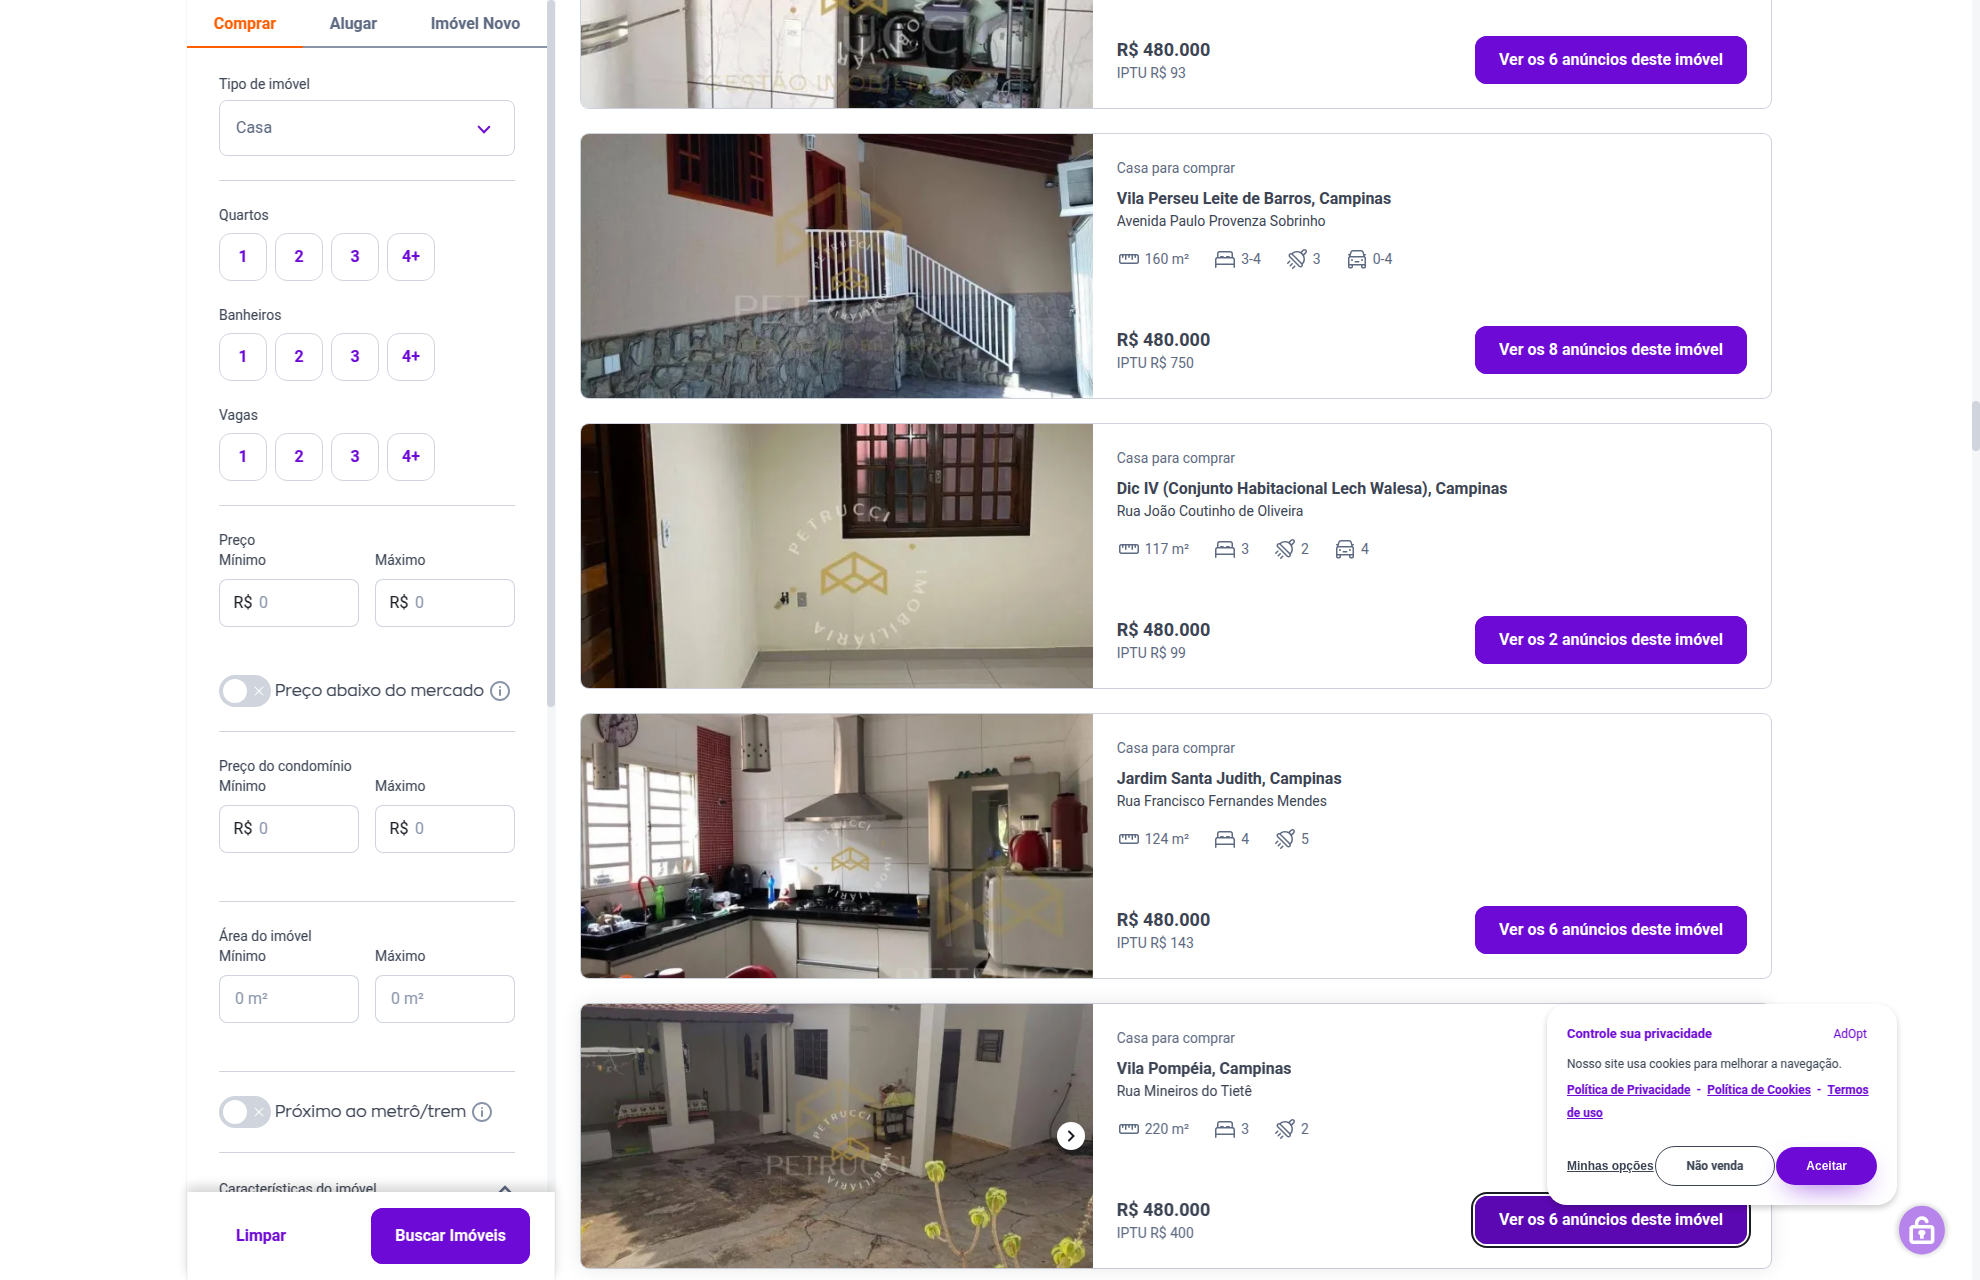 Comprar
Alugar
Imóvel Novo
Tipo de imóvel
Casa
Quartos
1
2
3
4+
Banheiros
1
2
3
4+
Vagas
1
2
3
4+
Preço
Mínimo
Máximo
R$ 0
R$ 0
Preço abaixo do mercado
Preço do condomínio
Mínimo
Máximo
R$ 0
R$ 0
Área do imóvel
Mínimo
Máximo
0 m²
0 m²
Próximo ao metrô/trem
Características do imóvel
Limpar
Buscar Imóveis
R$ 480.000
IPTU R$ 93
Ver os 6 anúncios deste imóvel
Casa para comprar
Vila Perseu Leite de Barros, Campinas
Avenida Paulo Provenza Sobrinho
160 m²
3-4
3
0-4
R$ 480.000
IPTU R$ 750
Ver os 8 anúncios deste imóvel
PETRUCCI
IMOBILIÁRIA
Casa para comprar
Dic IV (Conjunto Habitacional Lech Walesa), Campinas
Rua João Coutinho de Oliveira
117 m²
3
2
4
R$ 480.000
IPTU R$ 99
Ver os 2 anúncios deste imóvel
Casa para comprar
Jardim Santa Judith, Campinas
Rua Francisco Fernandes Mendes
124 m²
4
5
R$ 480.000
IPTU R$ 143
Ver os 6 anúncios deste imóvel
PETRUCCI
Casa para comprar
Vila Pompéia, Campinas
Rua Mineiros do Tietê
220 m²
3
2
R$ 480.000
IPTU R$ 400
Ver os 6 anúncios deste imóvel
Controle sua privacidade
AdOpt
Nosso site usa cookies para melhorar a navegação.
Política de Privacidade - Política de Cookies - Termos
de uso
Minhas opções
Não venda
Aceitar